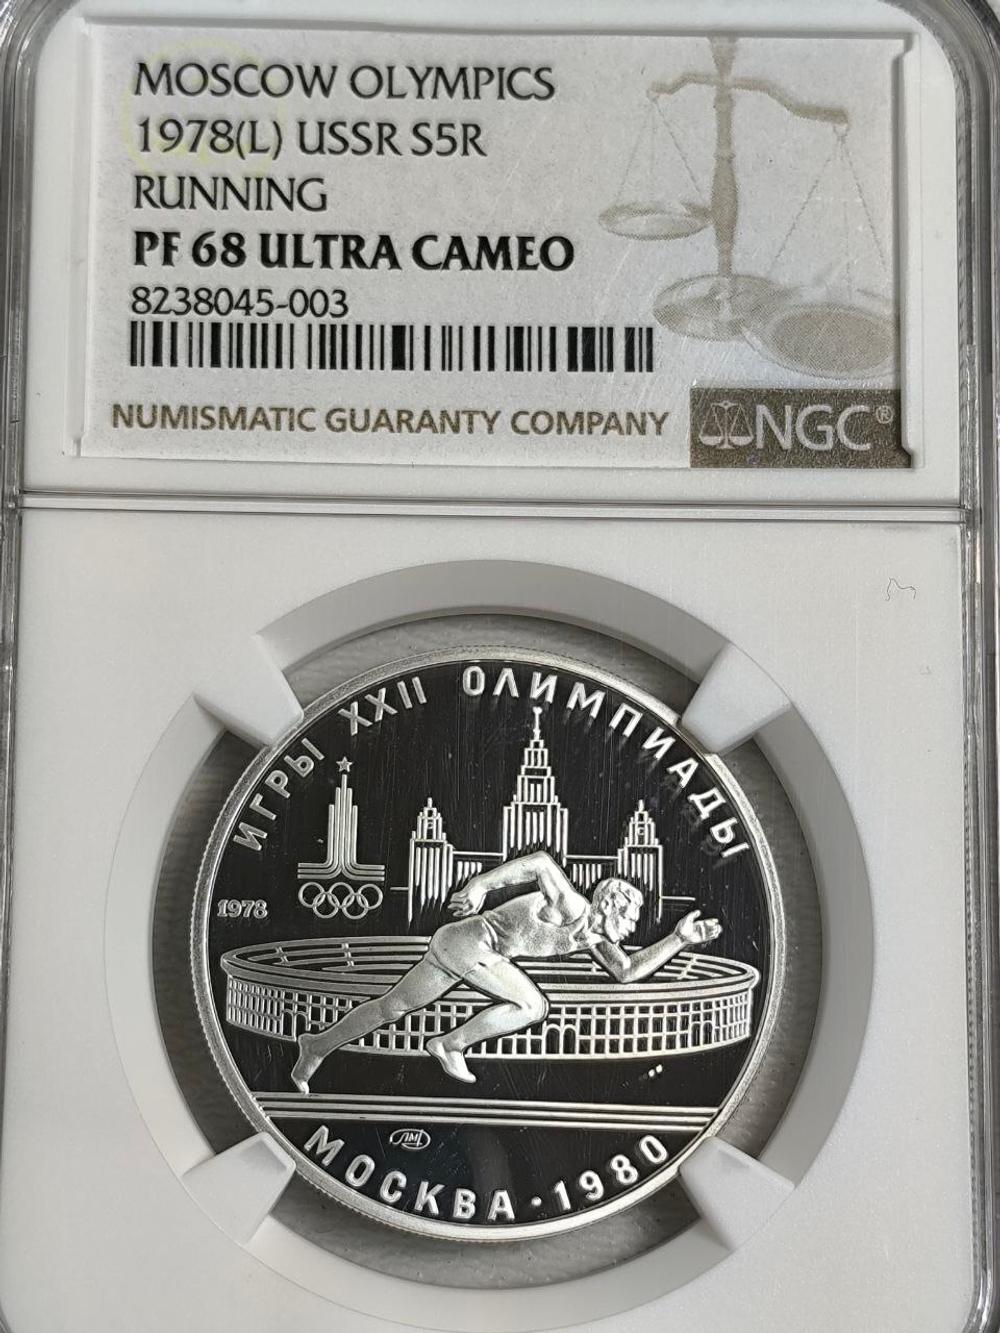 MOSCOW OLYMPICS
1978(L) USSR S5R
RUNNING
PF 68 ULTRA CAMEO
8238045-003
NUMISMATIC GUARANTY COMPANY
NGC®
ИГРЫ XXII ОЛИМПИАДЫ
1978
ЛМД
МОСКВА · 1980